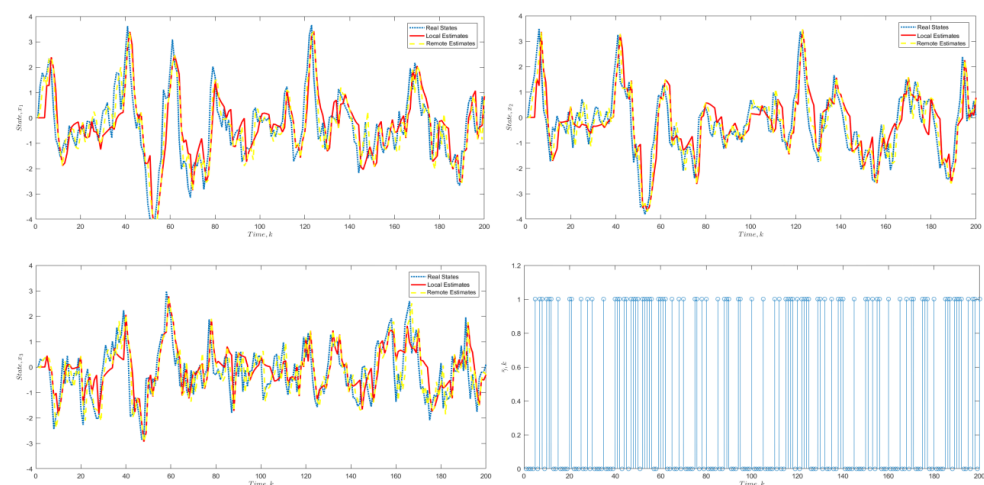 4
3
2
1
0
-1
-2
-3
-4
State, x1
0 20 40 60 80 100 120 140 160 180 200
Time, k
Real States
Local Estimates
Remote Estimates
4
3
2
1
0
-1
-2
-3
-4
State, x2
0 20 40 60 80 100 120 140 160 180 200
Time, k
Real States
Local Estimates
Remote Estimates
4
3
2
1
0
-1
-2
-3
-4
State, x3
0 20 40 60 80 100 120 140 160 180 200
Time, k
Real States
Local Estimates
Remote Estimates
1.2
1
0.8
0.6
0.4
0.2
0
γ, k
0 20 40 60 80 100 120 140 160 180 200
Time, k